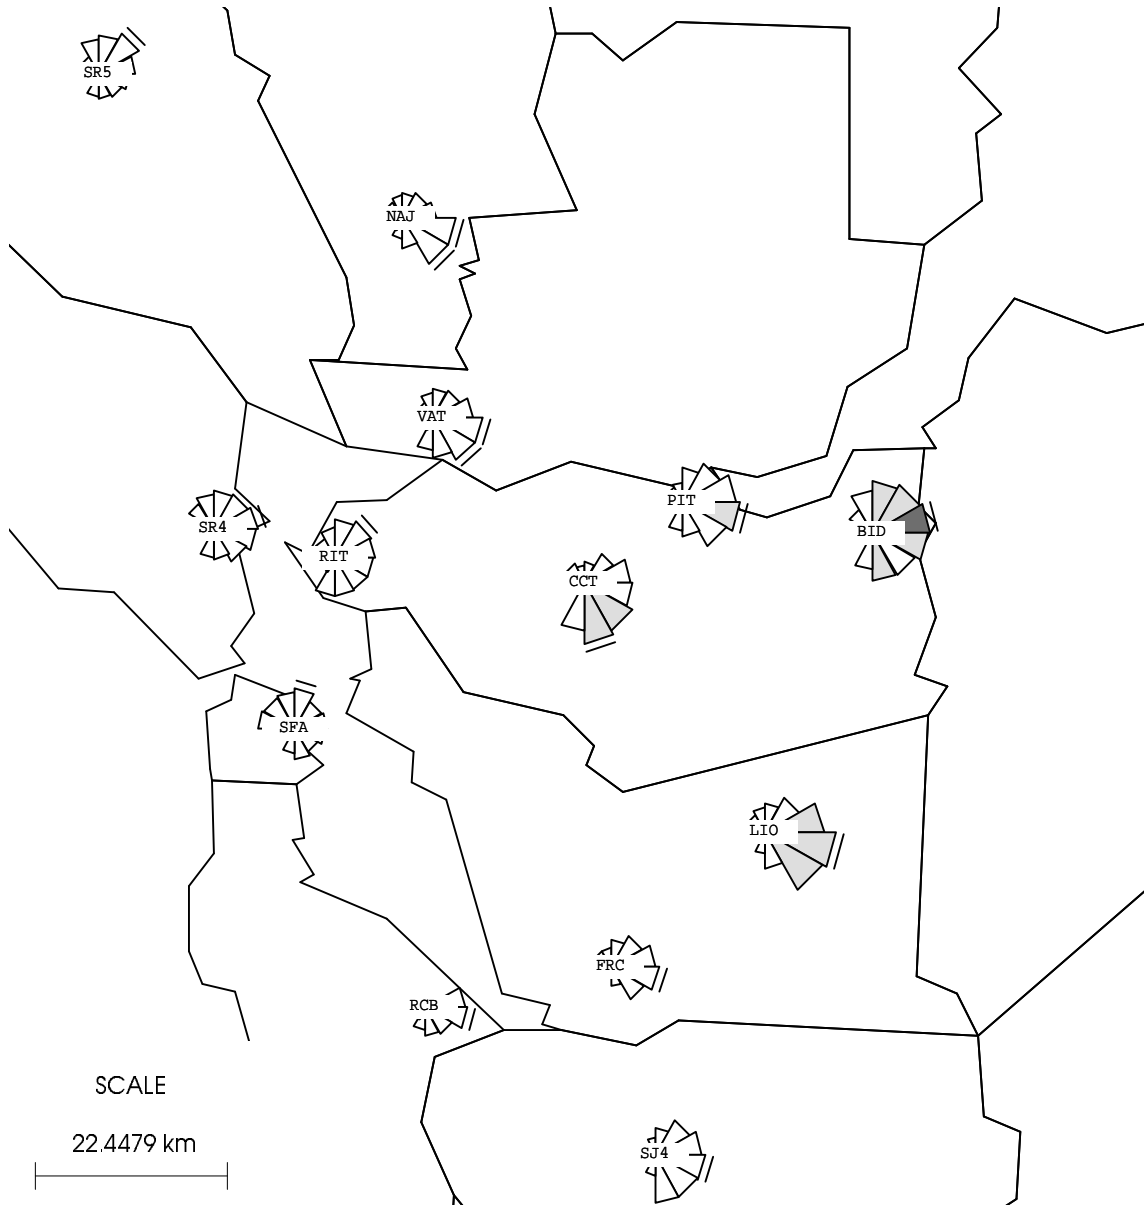 SR5
NAJ
VAT
PIT
SR4
BID
RIT
CCT
SFA
LIO
FRC
RCB
SCALE
22.4479 km
SJ4